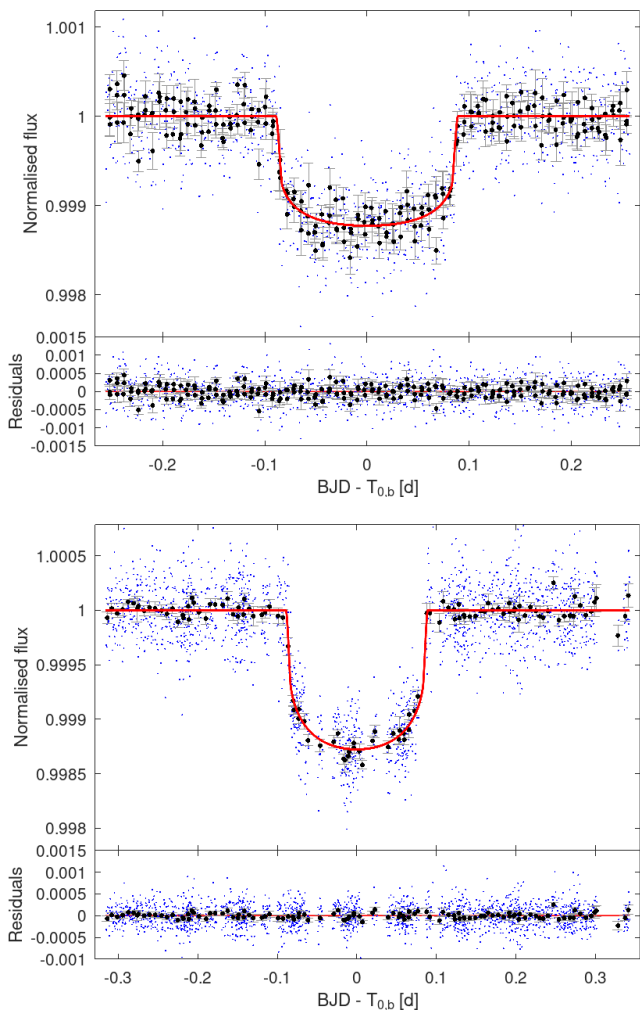 1.001
1
0.999
0.998
Normalised flux
0.0015
0.001
0.0005
0
-0.0005
-0.001
-0.0015
Residuals
-0.2 -0.1 0 0.1 0.2
BJD - T0,b [d]
1.0005
1
0.9995
0.999
0.9985
0.998
Normalised flux
0.0015
0.001
0.0005
0
-0.0005
-0.001
Residuals
-0.3 -0.2 -0.1 0 0.1 0.2 0.3
BJD - T0,b [d]